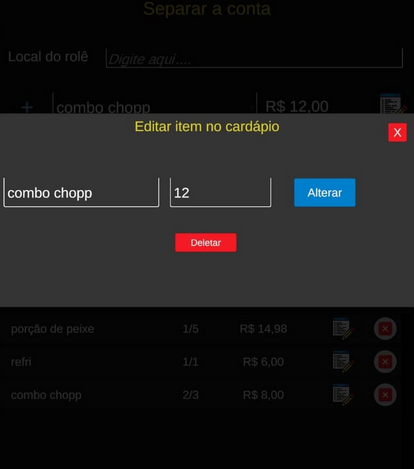 Separar a conta
Local do rolê Digite aqui....
+ combo chopp R$ 12,00
Editar item no cardápio
X
combo chopp 12 Alterar
Deletar
porção de peixe 1/5 R$ 14,98
refri 1/1 R$ 6,00
combo chopp 2/3 R$ 8,00